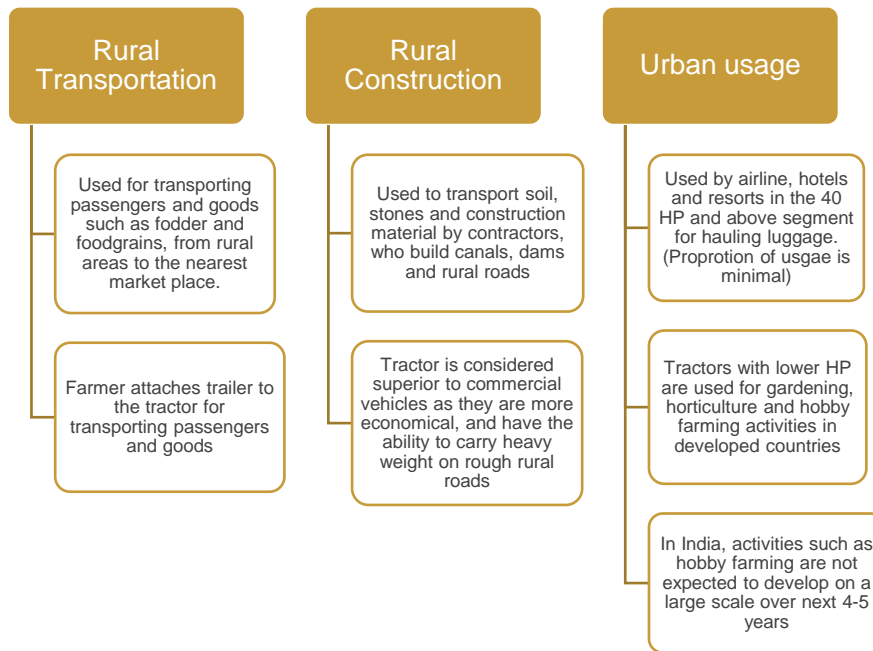 Rural
Transportation
Used for transporting
passengers and goods
such as fodder and
foodgrains, from rural
areas to the nearest
market place.
Farmer attaches trailer to
the tractor for
transporting passengers
and goods
Rural
Construction
Used to transport soil,
stones and construction
material by contractors,
who build canals, dams
and rural roads
Tractor is considered
superior to commercial
vehicles as they are more
economical, and have the
ability to carry heavy
weight on rough rural
roads
Urban usage
Used by airline, hotels
and resorts in the 40
HP and above segment
for hauling luggage.
(Proprotion of usgae is
minimal)
Tractors with lower HP
are used for gardening,
horticulture and hobby
farming activities in
developed countries
In India, activities such as
hobby farming are not
expected to develop on a
large scale over next 4-5
years